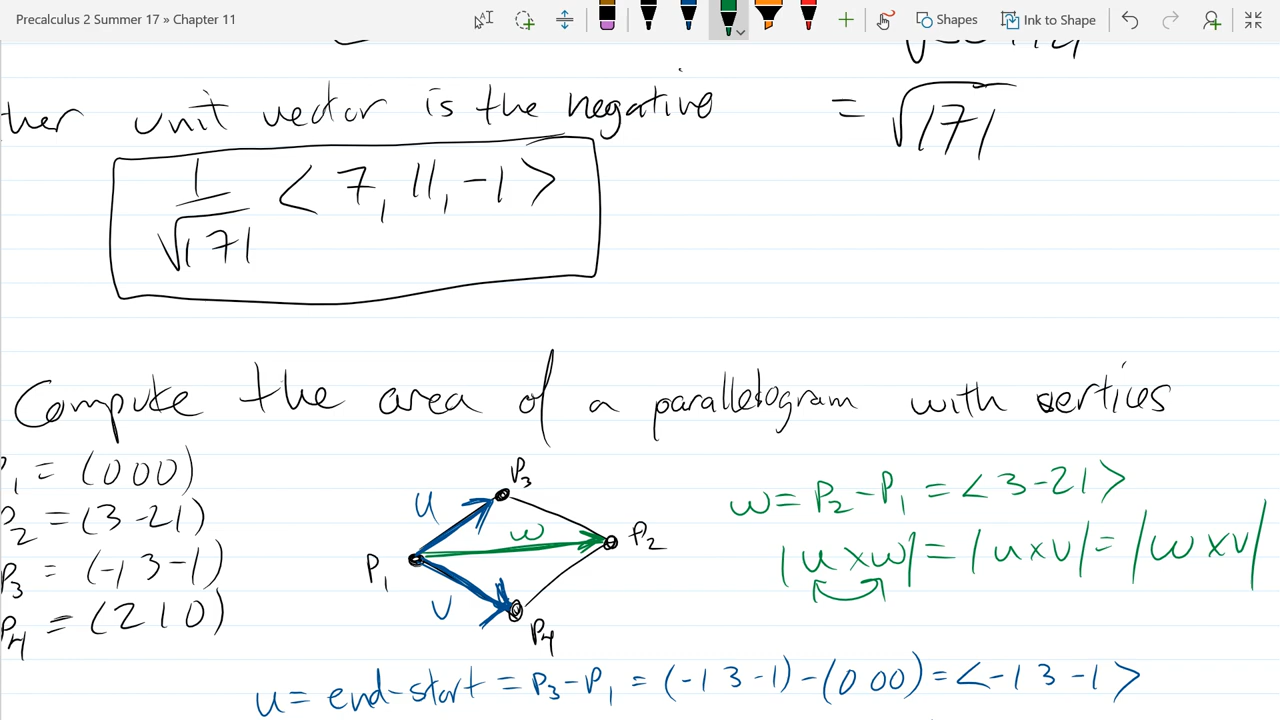 Precalculus 2 Summer 17 » Chapter 11
Shapes
Ink to Shape
ther unit vector is the negative
= √171
1/√171 < 7, 11, -1 >
Compute the area of a parallelogram with vertices
P1 = (0 0 0)
P2 = (3 -2 1)
P3 = (-1 3 -1)
P4 = (2 1 0)
P3
u
w
P2
P1
v
P4
w = P2 - P1 = < 3 -2 1 >
|u x w| = |u x v| = |w x v|
u = end-start = P3 - P1 = (-1 3 -1) - (0 0 0) = < -1 3 -1 >